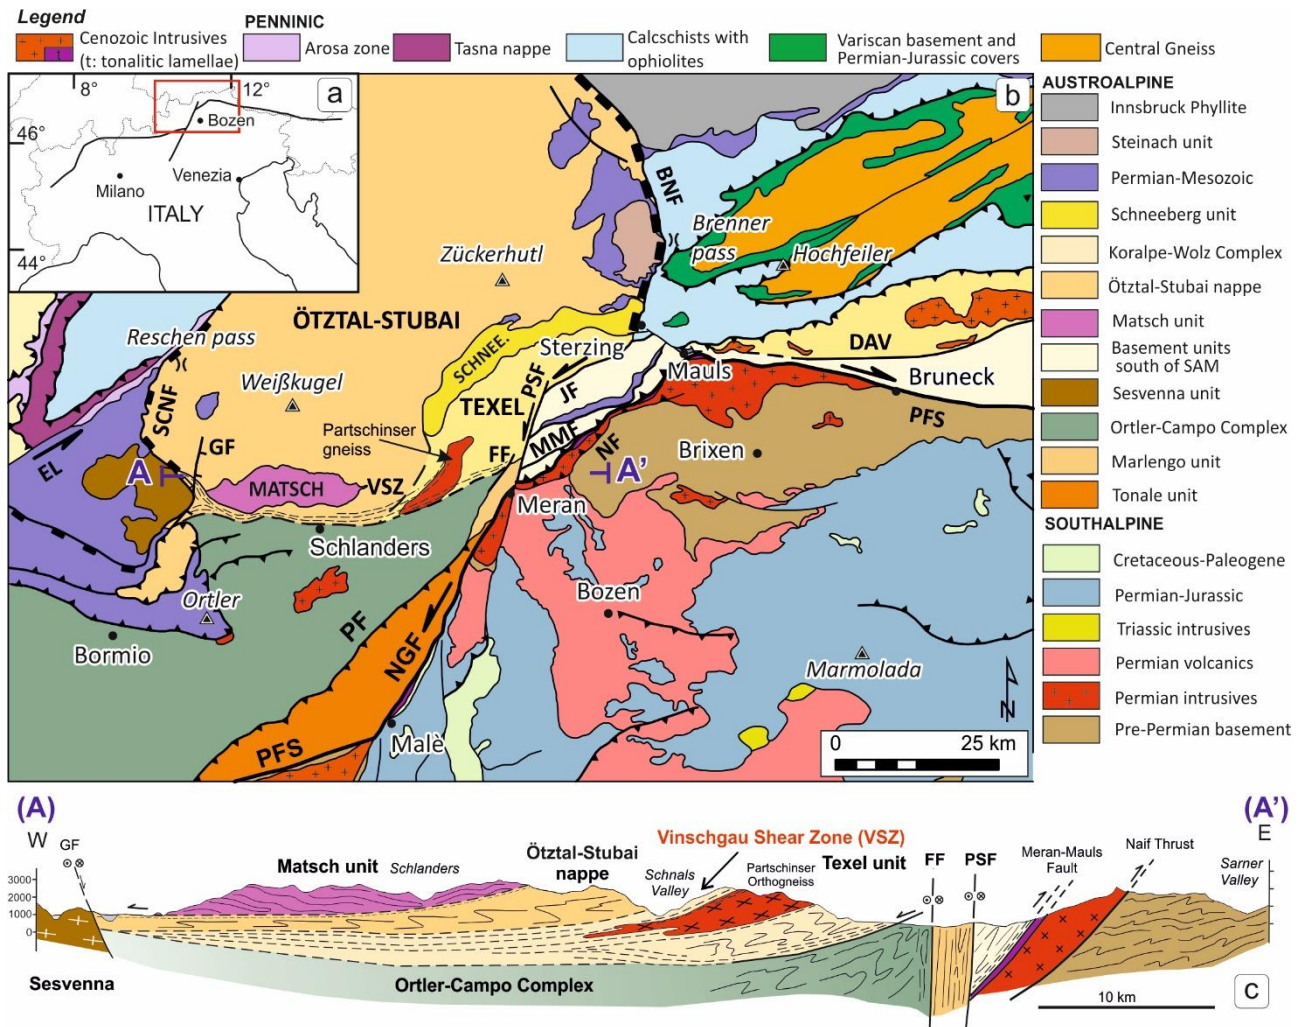 Legend
Cenozoic Intrusives
(t: tonalitic lamellae)
t
PENNINIC
Arosa zone
Tasna nappe
Calcschists with
ophiolites
Variscan basement and
Permian-Jurassic covers
Central Gneiss
8°
12°
a
46°
44°
Bozen
Milano
Venezia
ITALY
b
BNF
Brenner
pass
Hochfeiler
Zückerhutl
ÖTZTAL-STUBAI
Reschen pass
Weißkugel
SCHNEE.
Sterzing
PSF
JF
Mauls
DAV
Bruneck
PFS
TEXEL
Partschinser
gneiss
SCNF
GF
EL
A
MATSCH
VSZ
FF
MMF
NF
A'
Brixen
Meran
Schlanders
Ortler
Bormio
PF
NGF
PFS
Malè
Bozen
Marmolada
N
0
25 km
AUSTROALPINE
Innsbruck Phyllite
Steinach unit
Permian-Mesozoic
Schneeberg unit
Koralpe-Wolz Complex
Ötztal-Stubai nappe
Matsch unit
Basement units
south of SAM
Sesvenna unit
Ortler-Campo Complex
Marlengo unit
Tonale unit
SOUTHALPINE
Cretaceous-Paleogene
Permian-Jurassic
Triassic intrusives
Permian volcanics
Permian intrusives
Pre-Permian basement
(A)
W
(A')
E
GF
3000
2000
1000
0
Matsch unit
Schlanders
Ötztal-Stubai
nappe
Vinschgau Shear Zone (VSZ)
Schnals
Valley
Partschinser
Orthogneiss
Texel unit
FF
PSF
Meran-Mauls
Fault
Naif Thrust
Sarner
Valley
Sesvenna
Ortler-Campo Complex
10 km
c